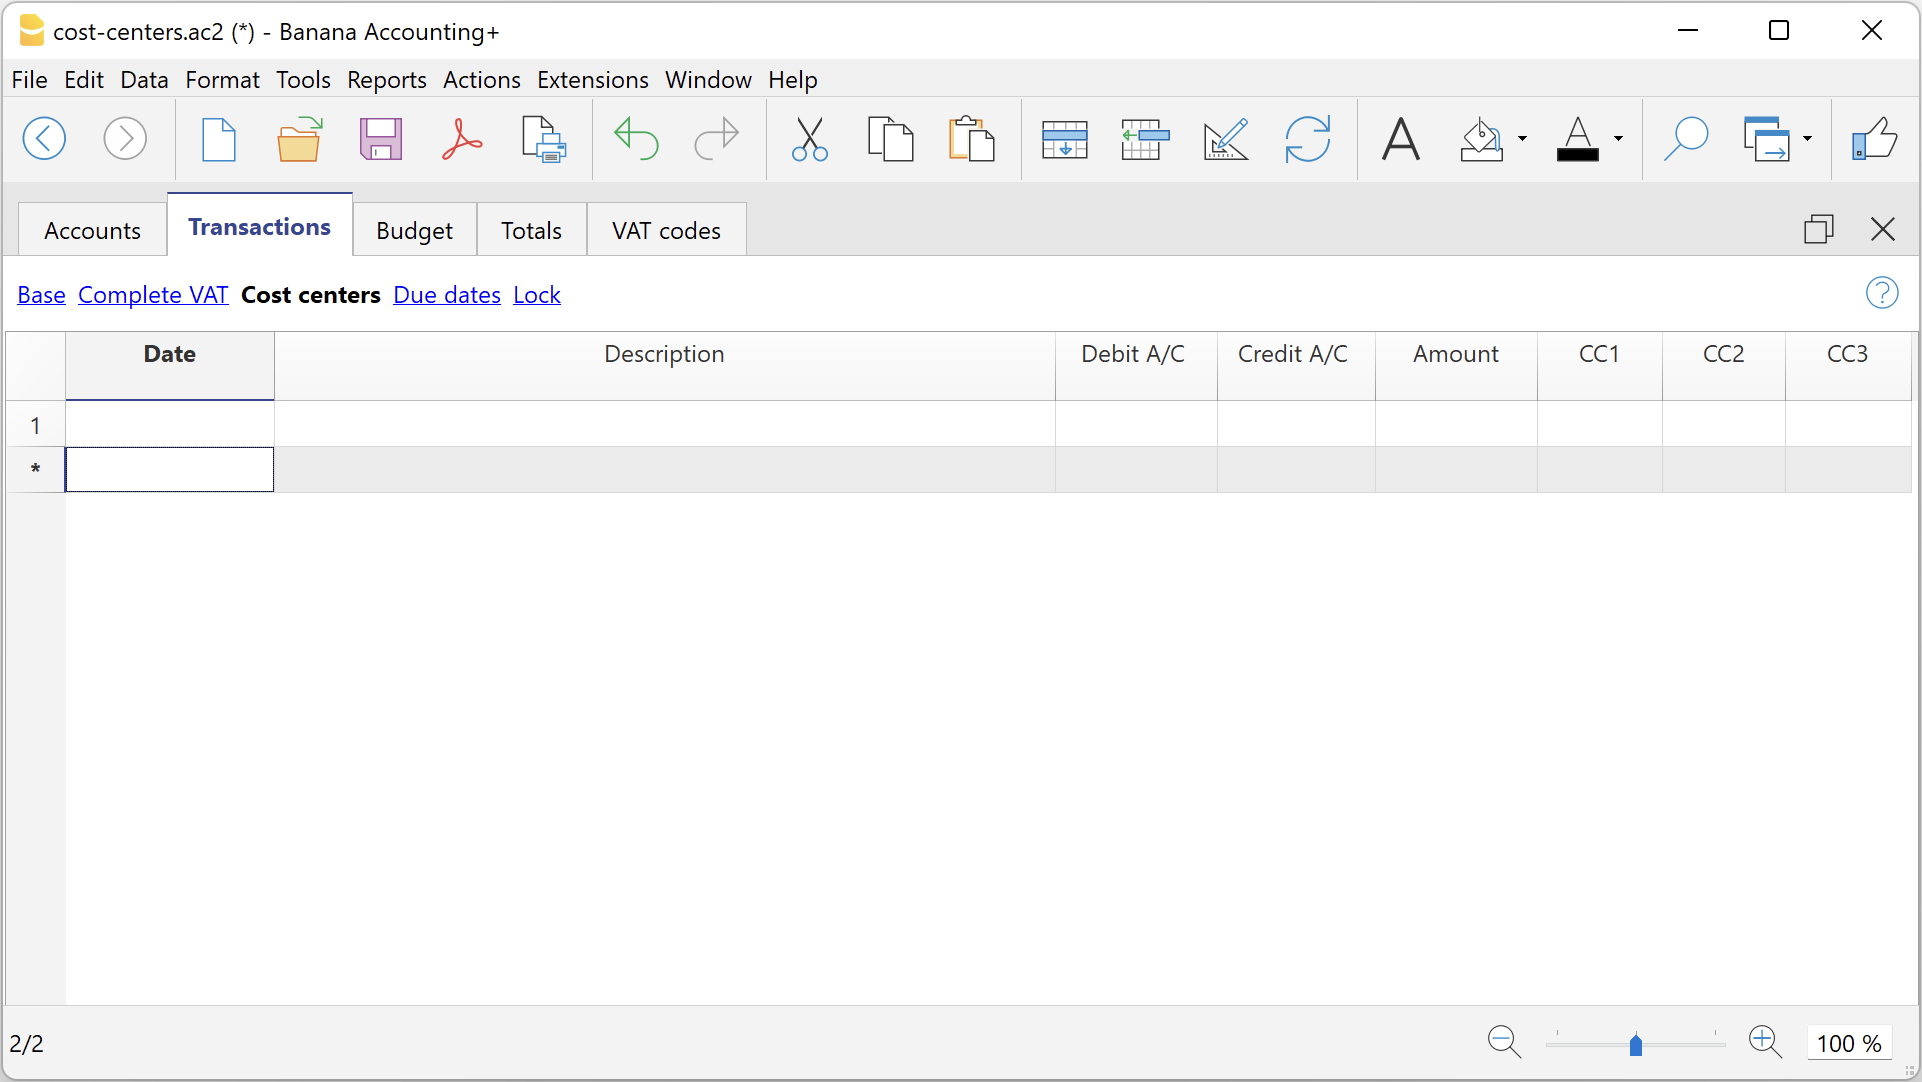 cost-centers.ac2 (*) - Banana Accounting+
File Edit Data Format Tools Reports Actions Extensions Window Help
Accounts Transactions Budget Totals VAT codes
Base Complete VAT Cost centers Due dates Lock
Date Description Debit A/C Credit A/C Amount CC1 CC2 CC3
1
*
2/2 100 %